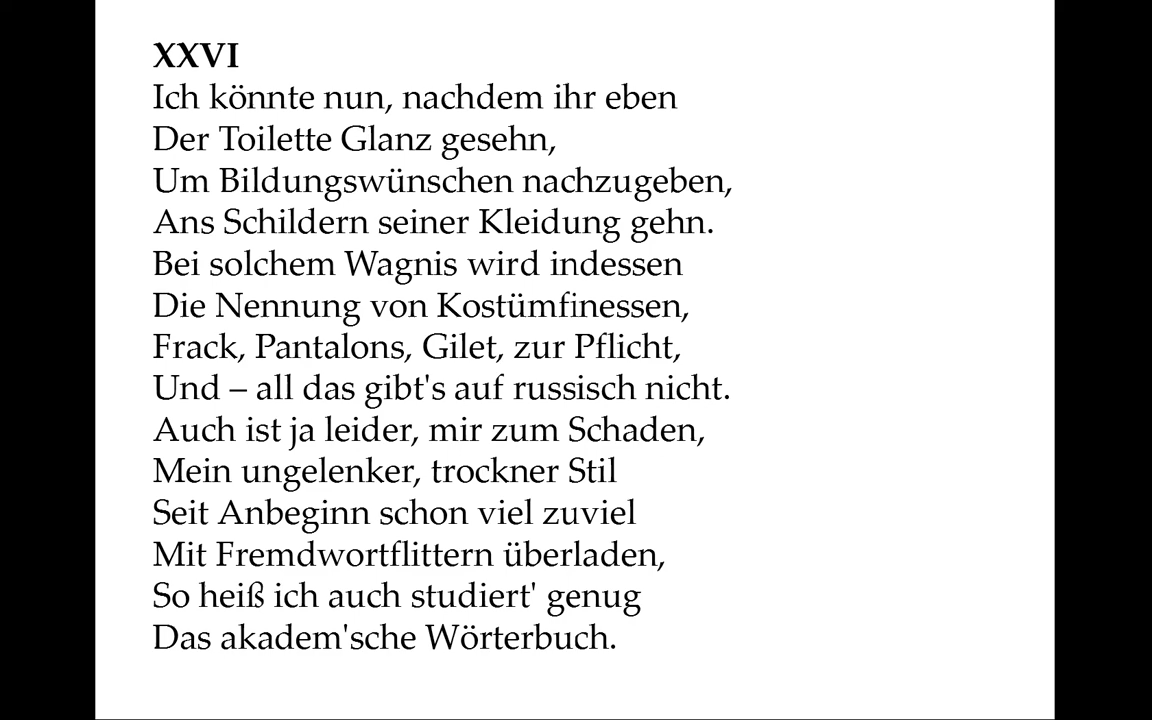 XXVI
Ich könnte nun, nachdem ihr eben
Der Toilette Glanz gesehn,
Um Bildungswünschen nachzugeben,
Ans Schildern seiner Kleidung gehn.
Bei solchem Wagnis wird indessen
Die Nennung von Kostümfinessen,
Frack, Pantalons, Gilet, zur Pflicht,
Und – all das gibt's auf russisch nicht.
Auch ist ja leider, mir zum Schaden,
Mein ungelenker, trockner Stil
Seit Anbeginn schon viel zuviel
Mit Fremdwortflittern überladen,
So heiß ich auch studiert' genug
Das akadem'sche Wörterbuch.